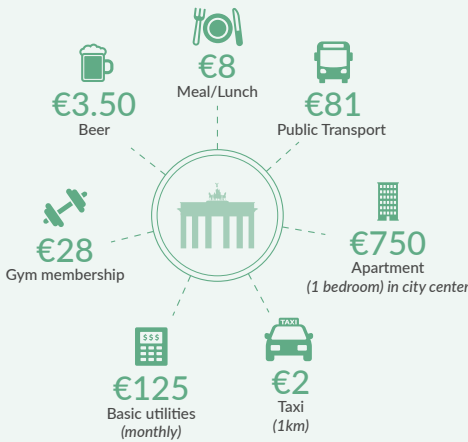 €8
Meal/Lunch
€3.50
Beer
€81
Public Transport
€28
Gym membership
€750
Apartment
(1 bedroom) in city center
$$$
€125
Basic utilities
(monthly)
TAXI
€2
Taxi
(1km)